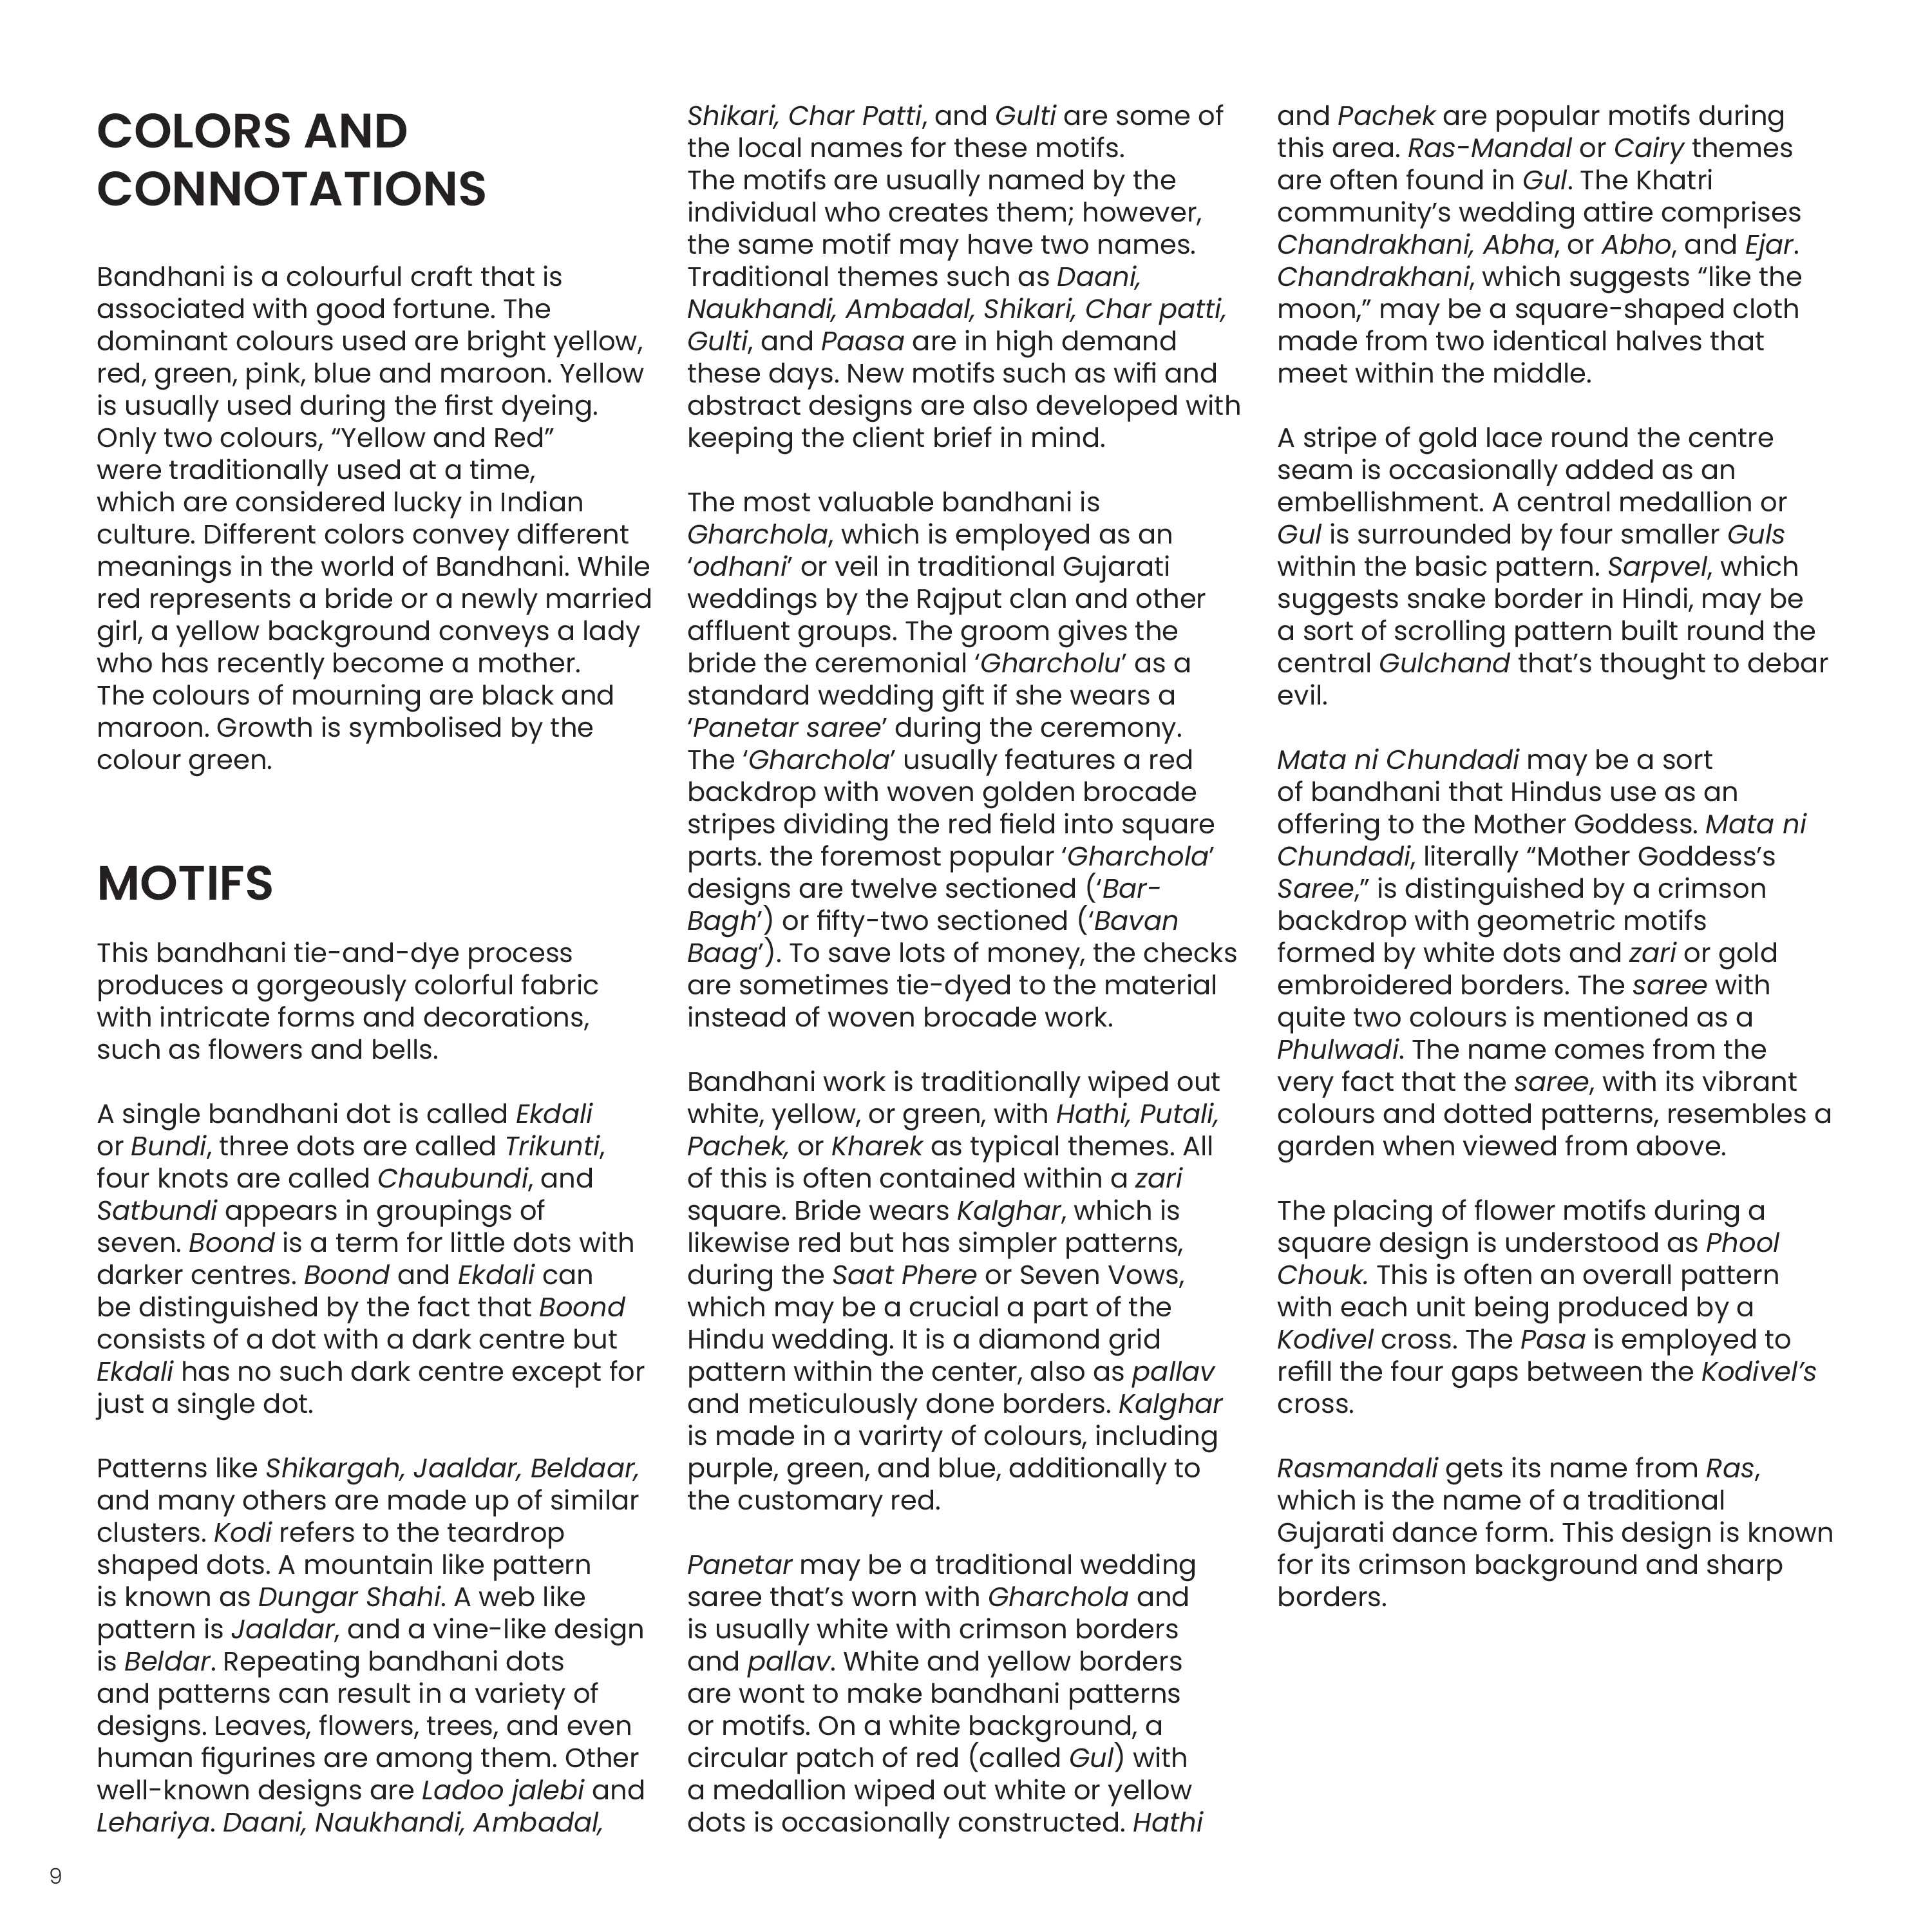 COLORS AND
CONNOTATIONS
Bandhani is a colourful craft that is
associated with good fortune. The
dominant colours used are bright yellow,
red, green, pink, blue and maroon. Yellow
is usually used during the first dyeing.
Only two colours, “Yellow and Red”
were traditionally used at a time,
which are considered lucky in Indian
culture. Different colors convey different
meanings in the world of Bandhani. While
red represents a bride or a newly married
girl, a yellow background conveys a lady
who has recently become a mother.
The colours of mourning are black and
maroon. Growth is symbolised by the
colour green.
MOTIFS
This bandhani tie-and-dye process
produces a gorgeously colorful fabric
with intricate forms and decorations,
such as flowers and bells.
A single bandhani dot is called Ekdali
or Bundi, three dots are called Trikunti,
four knots are called Chaubundi, and
Satbundi appears in groupings of
seven. Boond is a term for little dots with
darker centres. Boond and Ekdali can
be distinguished by the fact that Boond
consists of a dot with a dark centre but
Ekdali has no such dark centre except for
just a single dot.
Patterns like Shikargah, Jaaldar, Beldaar,
and many others are made up of similar
clusters. Kodi refers to the teardrop
shaped dots. A mountain like pattern
is known as Dungar Shahi. A web like
pattern is Jaaldar, and a vine-like design
is Beldar. Repeating bandhani dots
and patterns can result in a variety of
designs. Leaves, flowers, trees, and even
human figurines are among them. Other
well-known designs are Ladoo jalebi and
Lehariya. Daani, Naukhandi, Ambadal,
Shikari, Char Patti, and Gulti are some of
the local names for these motifs.
The motifs are usually named by the
individual who creates them; however,
the same motif may have two names.
Traditional themes such as Daani,
Naukhandi, Ambadal, Shikari, Char patti,
Gulti, and Paasa are in high demand
these days. New motifs such as wifi and
abstract designs are also developed with
keeping the client brief in mind.
The most valuable bandhani is
Gharchola, which is employed as an
‘odhani’ or veil in traditional Gujarati
weddings by the Rajput clan and other
affluent groups. The groom gives the
bride the ceremonial ‘Gharcholu’ as a
standard wedding gift if she wears a
‘Panetar saree’ during the ceremony.
The ‘Gharchola’ usually features a red
backdrop with woven golden brocade
stripes dividing the red field into square
parts. the foremost popular ‘Gharchola’
designs are twelve sectioned (‘Bar-
Bagh’) or fifty-two sectioned (‘Bavan
Baag’). To save lots of money, the checks
are sometimes tie-dyed to the material
instead of woven brocade work.
Bandhani work is traditionally wiped out
white, yellow, or green, with Hathi, Putali,
Pachek, or Kharek as typical themes. All
of this is often contained within a zari
square. Bride wears Kalghar, which is
likewise red but has simpler patterns,
during the Saat Phere or Seven Vows,
which may be a crucial a part of the
Hindu wedding. It is a diamond grid
pattern within the center, also as pallav
and meticulously done borders. Kalghar
is made in a varirty of colours, including
purple, green, and blue, additionally to
the customary red.
Panetar may be a traditional wedding
saree that’s worn with Gharchola and
is usually white with crimson borders
and pallav. White and yellow borders
are wont to make bandhani patterns
or motifs. On a white background, a
circular patch of red (called Gul) with
a medallion wiped out white or yellow
dots is occasionally constructed. Hathi
and Pachek are popular motifs during
this area. Ras-Mandal or Cairy themes
are often found in Gul. The Khatri
community’s wedding attire comprises
Chandrakhani, Abha, or Abho, and Ejar.
Chandrakhani, which suggests “like the
moon,” may be a square-shaped cloth
made from two identical halves that
meet within the middle.
A stripe of gold lace round the centre
seam is occasionally added as an
embellishment. A central medallion or
Gul is surrounded by four smaller Guls
within the basic pattern. Sarpvel, which
suggests snake border in Hindi, may be
a sort of scrolling pattern built round the
central Gulchand that’s thought to debar
evil.
Mata ni Chundadi may be a sort
of bandhani that Hindus use as an
offering to the Mother Goddess. Mata ni
Chundadi, literally “Mother Goddess’s
Saree,” is distinguished by a crimson
backdrop with geometric motifs
formed by white dots and zari or gold
embroidered borders. The saree with
quite two colours is mentioned as a
Phulwadi. The name comes from the
very fact that the saree, with its vibrant
colours and dotted patterns, resembles a
garden when viewed from above.
The placing of flower motifs during a
square design is understood as Phool
Chouk. This is often an overall pattern
with each unit being produced by a
Kodivel cross. The Pasa is employed to
refill the four gaps between the Kodivel’s
cross.
Rasmandali gets its name from Ras,
which is the name of a traditional
Gujarati dance form. This design is known
for its crimson background and sharp
borders.
9